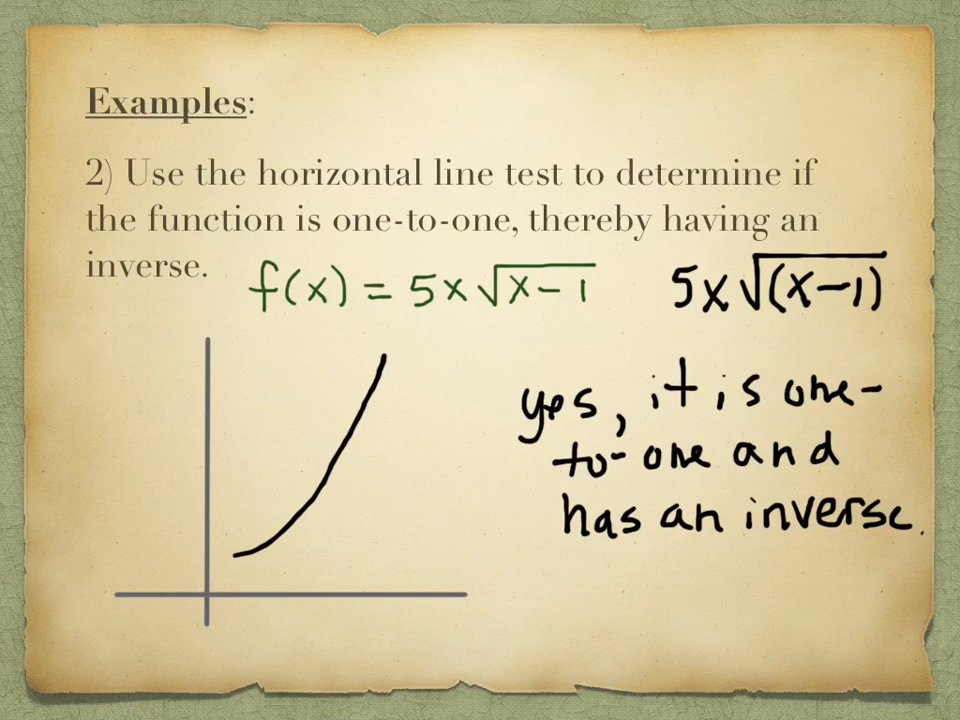 Examples:
2) Use the horizontal line test to determine if
the function is one-to-one, thereby having an
inverse.
f(x) = 5x√x-1
5x√(x-1)
yes, it is one-
to-one and
has an inverse.